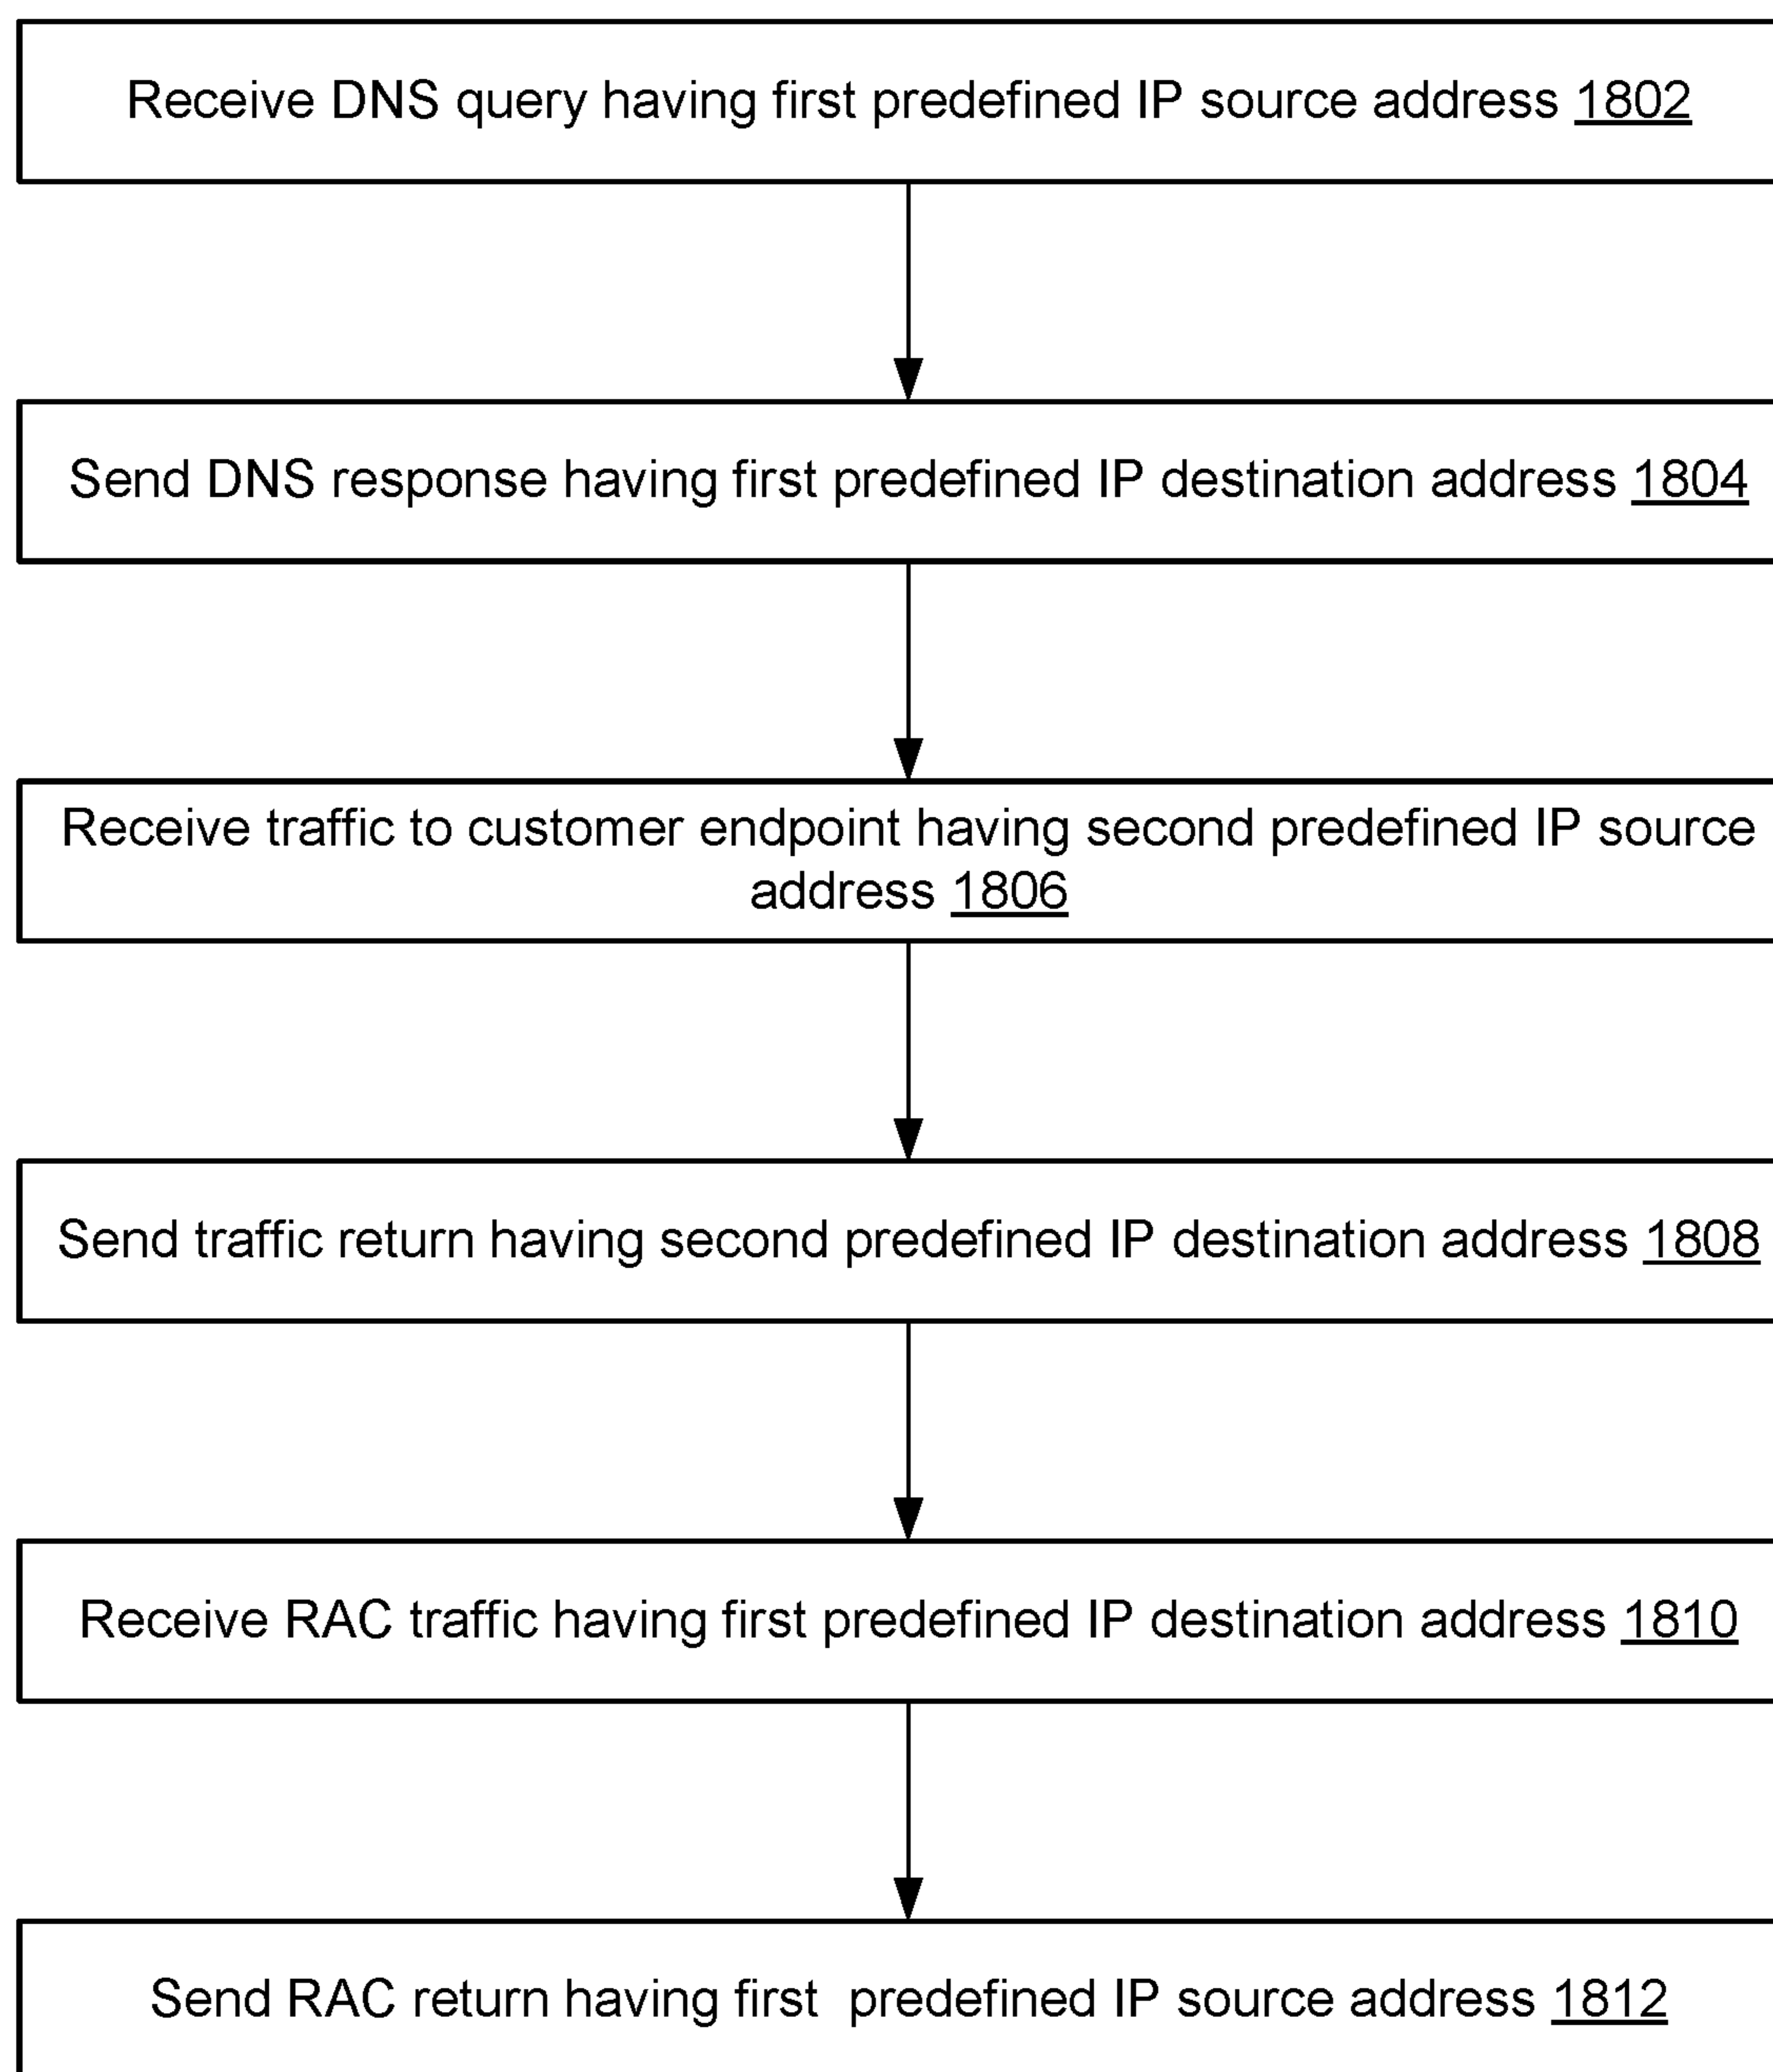 Receive DNS query having first predefined IP source address 1802
Send DNS response having first predefined IP destination address 1804
Receive traffic to customer endpoint having second predefined IP source
address 1806
Send traffic return having second predefined IP destination address 1808
Receive RAC traffic having first predefined IP destination address 1810
Send RAC return having first  predefined IP source address 1812